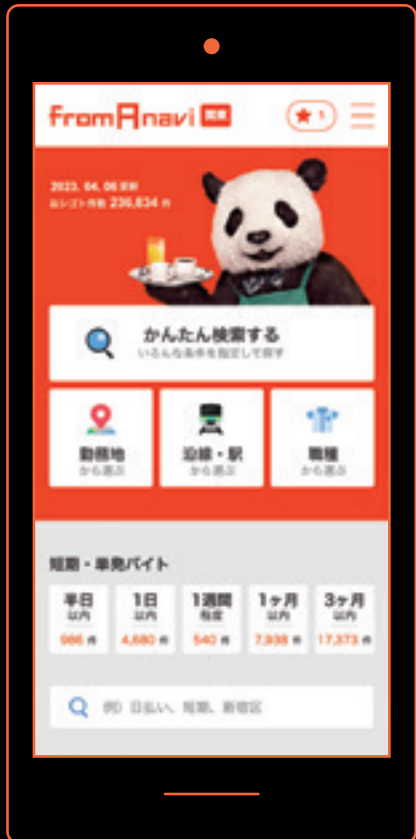 fromAnavi 関東
1
2023. 04. 06 更新
お仕事件数 236,834 件
かんたん検索する
いろんな条件を指定して探す
勤務地
から選ぶ
沿線・駅
から選ぶ
職種
から選ぶ
短期・単発バイト
半日
以内
986 件
1日
以内
4,680 件
1週間
程度
540 件
1ヶ月
以内
7,938 件
3ヶ月
以内
17,373 件
例）日払い、短期、新宿区